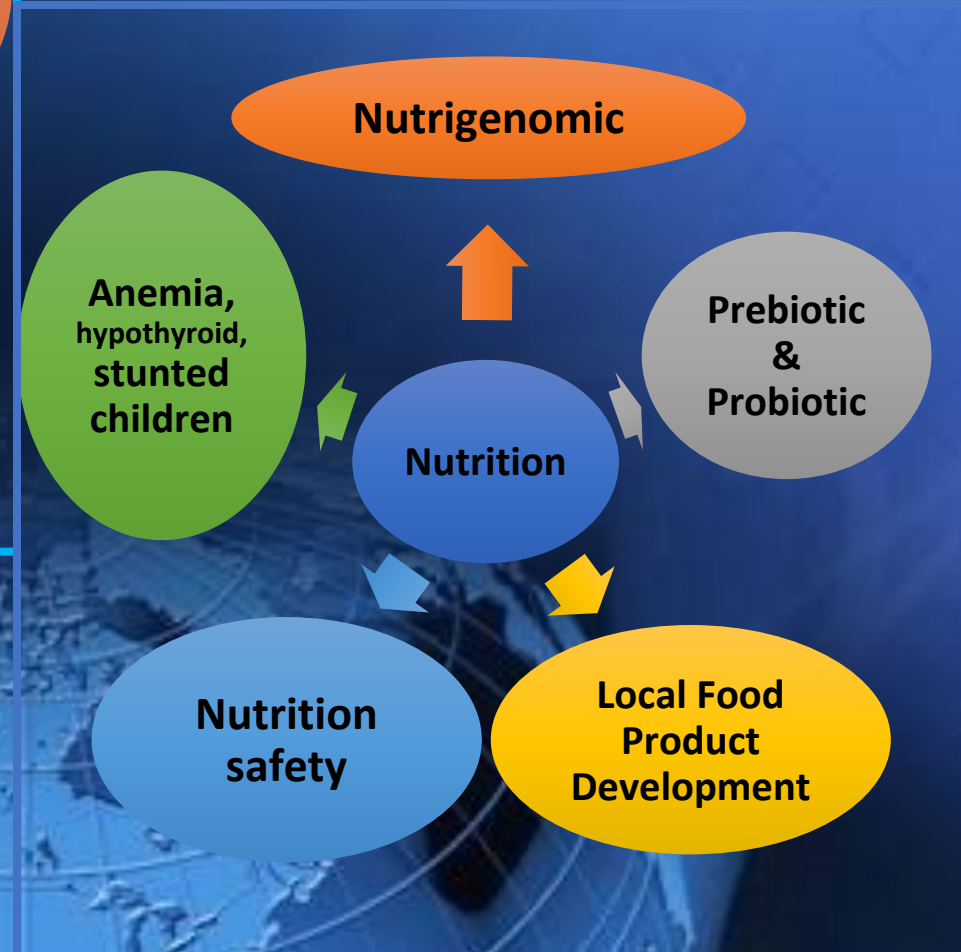 Nutrigenomic
Anemia,
hypothyroid,
stunted
children
Prebiotic
&
Probiotic
Nutrition
Nutrition
safety
Local Food
Product
Development